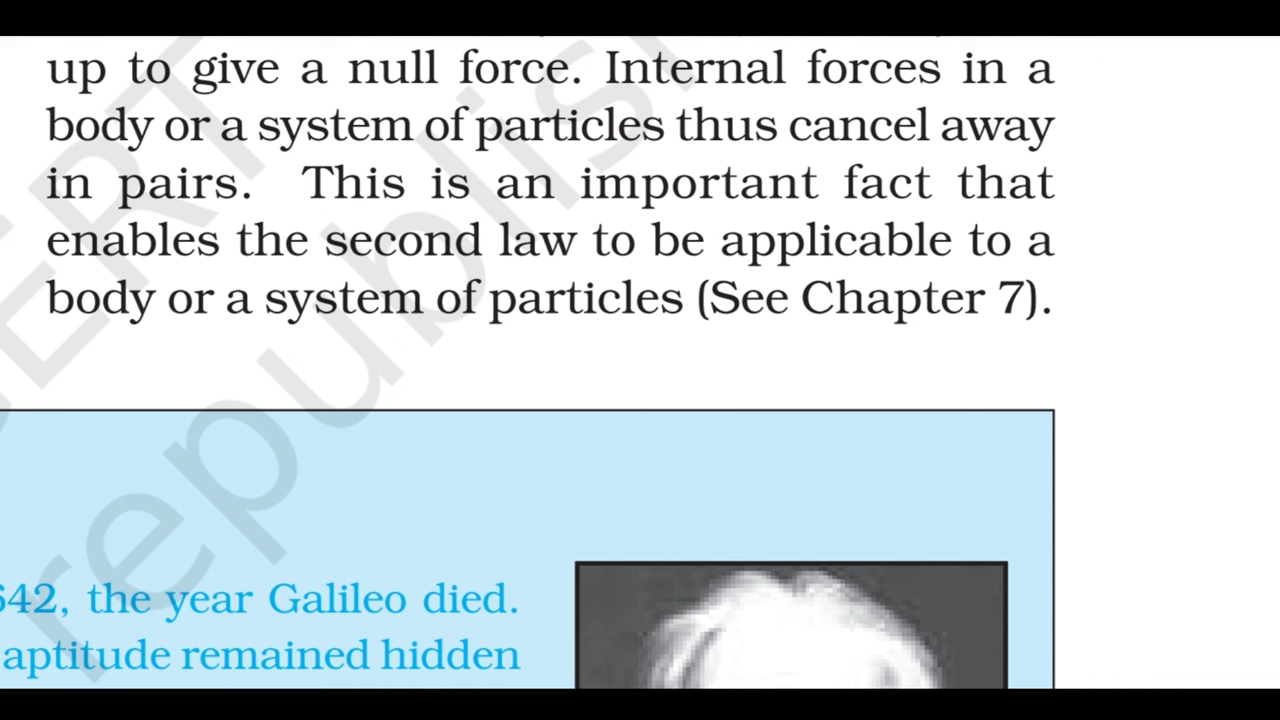 up to give a null force. Internal forces in a
body or a system of particles thus cancel away
in pairs. This is an important fact that
enables the second law to be applicable to a
body or a system of particles (See Chapter 7).
642, the year Galileo died.
aptitude remained hidden
republis